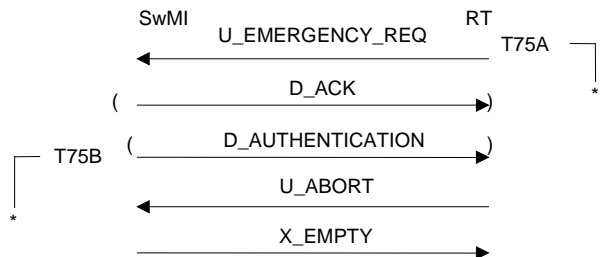 SwMI RT
U_EMERGENCY_REQ
T75A
( D_ACK )
*
( D_AUTHENTICATION )
T75B
U_ABORT
*
X_EMPTY